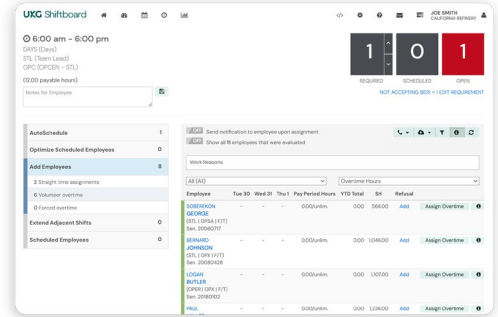 UKG Shiftboard
JOE SMITH
CALIFORNIA REFINERY
6:00 am - 6:00 pm
DAYS (Days)
STL (Team Lead)
OPC (OPCEN - STL)
(12.00 payable hours)
Notes for Employee
1
0
1
REQUIRED
SCHEDULED
OPEN
NOT ACCEPTING BIDS
EDIT REQUIREMENT
AutoSchedule 1
Optimize Scheduled Employees 0
Add Employees 8
2 Straight time assignments
6 Volunteer overtime
0 Forced overtime
Extend Adjacent Shifts 0
Scheduled Employees 0
OFF Send notification to employee upon assignment
OFF Show all 11 employees that were evaluated
Work Reasons
All (All)
Overtime Hours
Employee Tue 30 Wed 31 Thu 1 Pay Period Hours YTD Total SH Refusal
SOBEREKON
GEORGE
(STL | OPSA | F/T)
Sen. 20080717
- - - 0.00/unlim. 0.00 568.00 Add Assign Overtime
BERNARD
JOHNSON
(STL | OPX | F/T)
Sen. 20080428
- - - 0.00/unlim. 0.00 1,046.00 Add Assign Overtime
LOGAN
BUTLER
(OPER | OPX | F/T)
Sen. 20180102
- - - 0.00/unlim. 0.00 1,107.00 Add Assign Overtime
PAUL
- - - 0.00/unlim. 0.00 1,236.00 Add Assign Overtime